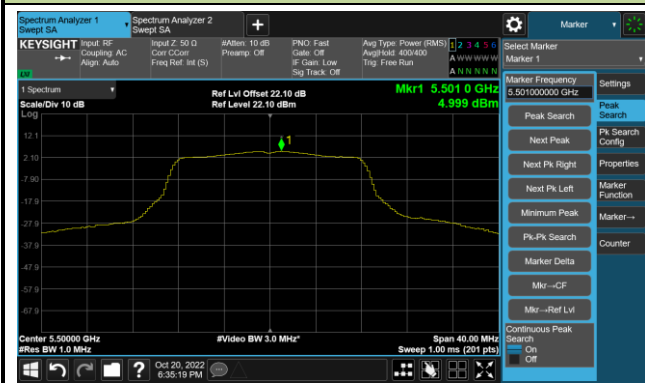 Spectrum Analyzer 1
Swept SA
Spectrum Analyzer 2
Swept SA
+
Marker
KEYSIGHT
Input: RF
Coupling: AC
Align: Auto
Input Z: 50 Ω
Corr CCorr
Freq Ref: Int (S)
#Atten: 10 dB
Preamp: Off
PNO: Fast
Gate: Off
IF Gain: Low
Sig Track: Off
Avg Type: Power (RMS)
Avg|Hold: 400/400
Trig: Free Run
1 2 3 4 5 6
A W W W W W
A N N N N N
LXI
Select Marker
Marker 1
1 Spectrum
Scale/Div 10 dB
Log
Ref Lvl Offset 22.10 dB
Ref Level 22.10 dBm
Mkr1 5.501 0 GHz
4.999 dBm
1
12.1
2.10
-7.90
-17.9
-27.9
-37.9
-47.9
-57.9
-67.9
Center 5.50000 GHz
#Res BW 1.0 MHz
#Video BW 3.0 MHz*
Span 40.00 MHz
Sweep 1.00 ms (201 pts)
Marker Frequency
5.501000000 GHz
Peak Search
Next Peak
Next Pk Right
Next Pk Left
Minimum Peak
Pk-Pk Search
Marker Delta
Mkr→CF
Mkr→Ref Lvl
Continuous Peak
Search
On
Off
Settings
Peak
Search
Pk Search
Config
Properties
Marker
Function
Marker→
Counter
?
Oct 20, 2022
6:35:19 PM